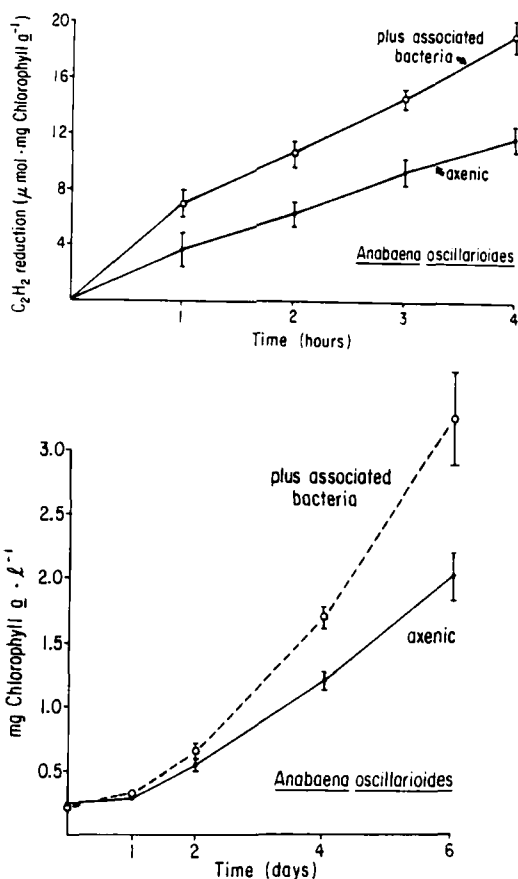 20
16
12
8
4
C₂H₂ reduction (μ mol · mg Chlorophyll a⁻¹)
plus associated
bacteria
axenic
Anabaena oscillarioides
1 2 3 4
Time (hours)
3.0
2.5
2.0
1.5
1.0
0.5
mg Chlorophyll a · ℓ⁻¹
plus associated
bacteria
axenic
Anabaena oscillarioides
1 2 4 6
Time (days)